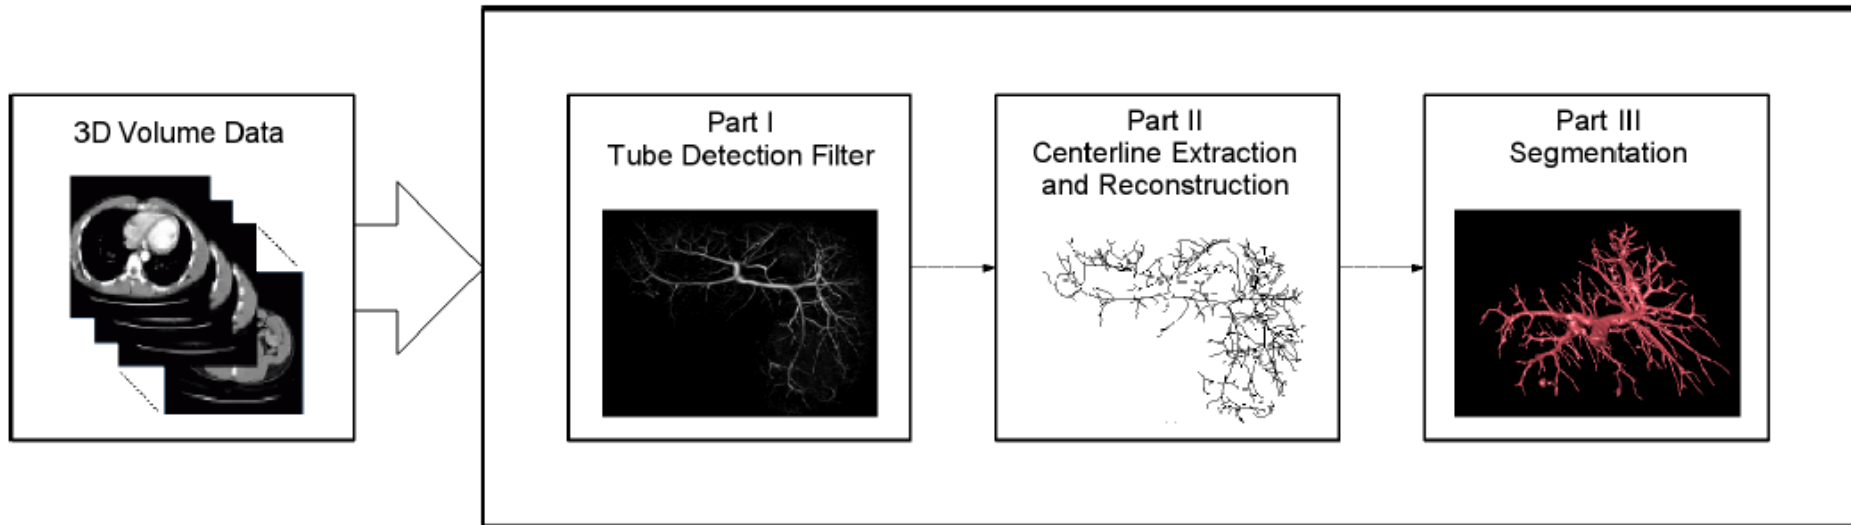 3D Volume Data
Part I
Tube Detection Filter
Part II
Centerline Extraction
and Reconstruction
Part III
Segmentation